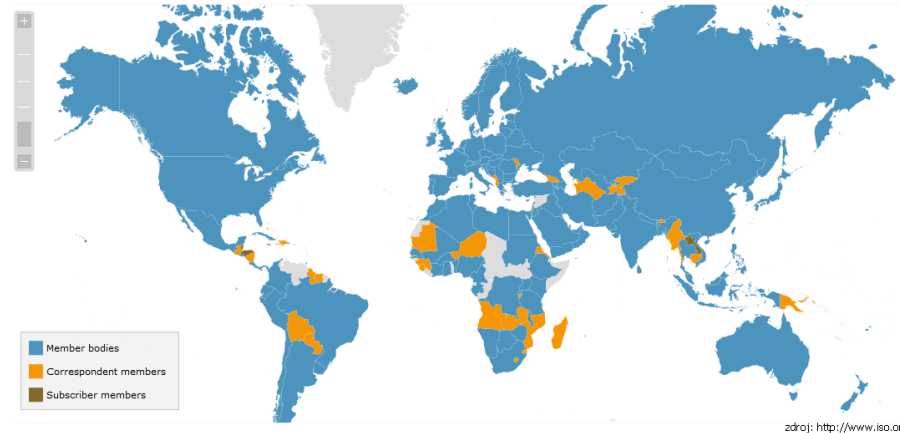 Member bodies
Correspondent members
Subscriber members
zdroj: http://www.iso.or